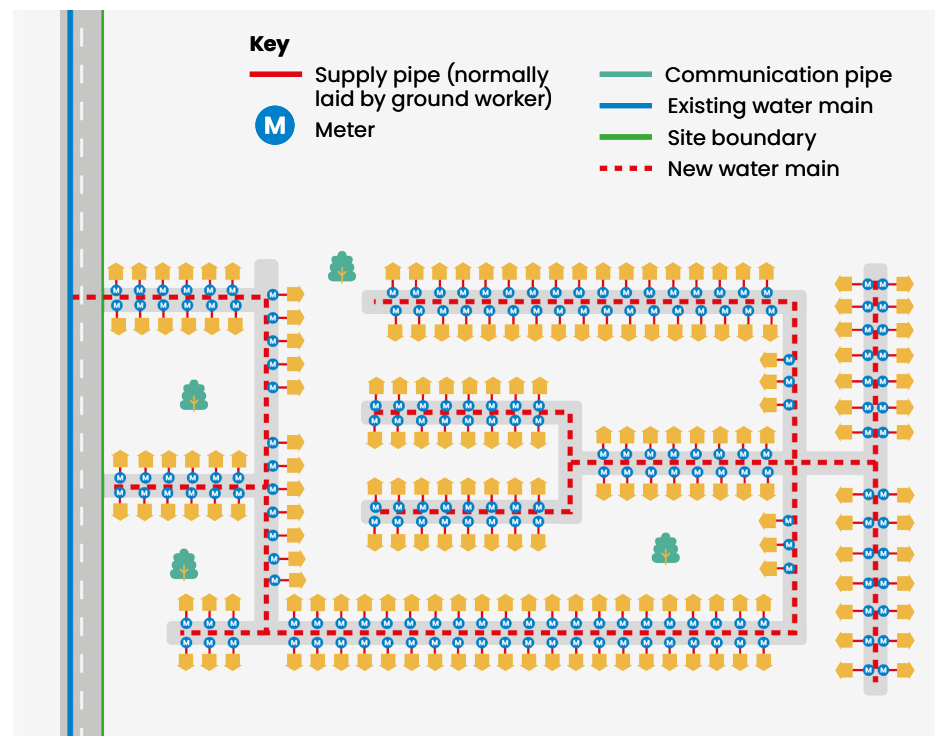 Key
Supply pipe (normally
laid by ground worker)
M
Meter
Communication pipe
Existing water main
Site boundary
New water main